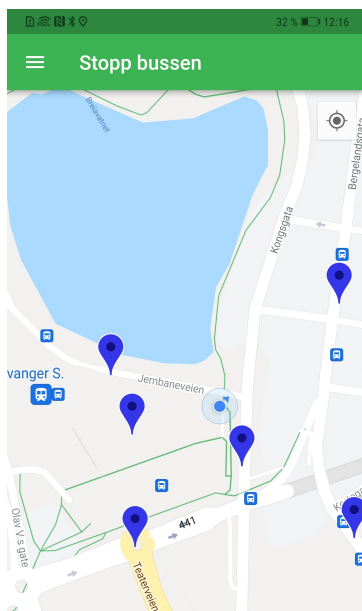 32 % 12:16
Stopp bussen
Breiavatnet
Bergelandsgata
Kongsgata
Jernbaneveien
vanger S.
441
Olav V s gate
Teaterveien